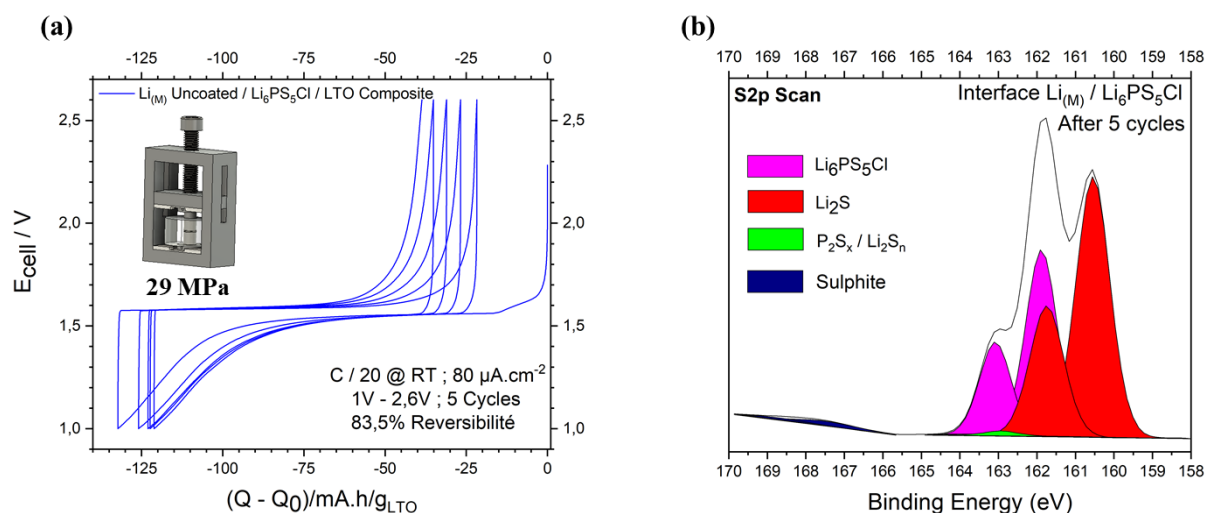 (a)
-125 -100 -75 -50 -25 0
Li(M) Uncoated / Li6PS5Cl / LTO Composite
2,5 2,5
2,0 2,0
1,5 1,5
1,0 1,0
Ecell / V
29 MPa
C / 20 @ RT ; 80 µA.cm-2
1V - 2,6V ; 5 Cycles
83,5% Reversibilité
-125 -100 -75 -50 -25 0
(Q - Q0)/mA.h/gLTO
(b)
170 169 168 167 166 165 164 163 162 161 160 159 158
S2p Scan
Interface Li(M) / Li6PS5Cl
After 5 cycles
Li6PS5Cl
Li2S
P2Sx / Li2Sn
Sulphite
170 169 168 167 166 165 164 163 162 161 160 159 158
Binding Energy (eV)